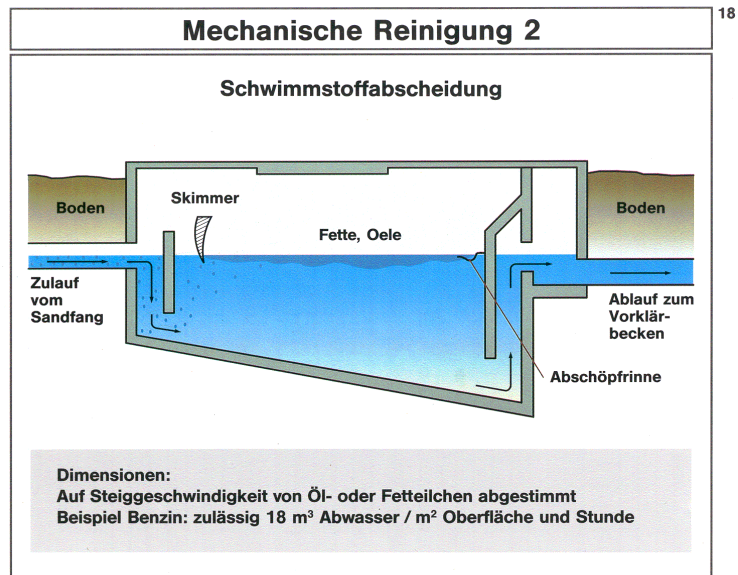 18
Mechanische Reinigung 2
Schwimmstoffabscheidung
Boden
Skimmer
Fette, Oele
Boden
Zulauf
vom
Sandfang
Ablauf zum
Vorklär-
becken
Abschöpfrinne
Dimensionen:
Auf Steiggeschwindigkeit von Öl- oder Fetteilchen abgestimmt
Beispiel Benzin: zulässig 18 m³ Abwasser / m² Oberfläche und Stunde